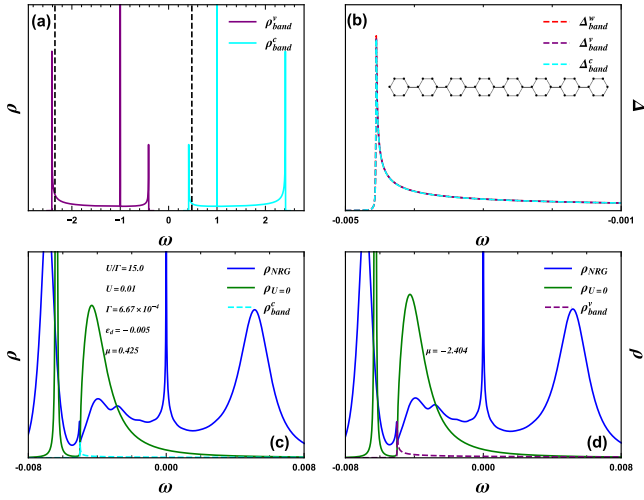 (a)
ρ^v_band
ρ^c_band
ρ
−2 −1 0 1 2
ω
(b)
Δ^w_band
Δ^v_band
Δ^c_band
Δ
-0.005 -0.001
ω
U/Γ = 15.0
U = 0.01
Γ = 6.67 × 10^−4
ε_d = −0.005
μ = 0.425
ρ_NRG
ρ_U=0
ρ^c_band
ρ
(c)
-0.008 0.000 0.008
ω
ρ_NRG
ρ_U=0
ρ^v_band
μ = −2.404
ρ
(d)
-0.008 0.000 0.008
ω